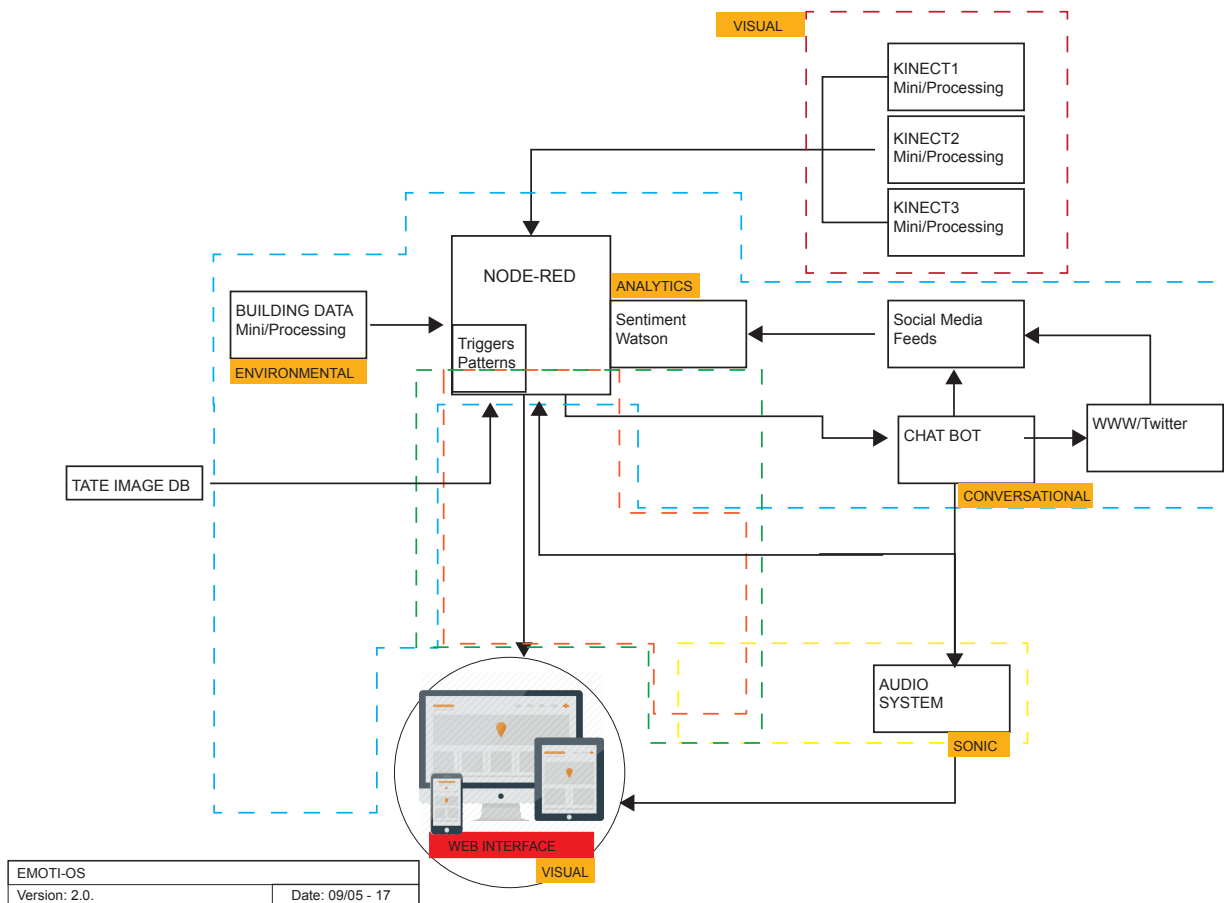 VISUAL
KINECT1
Mini/Processing
KINECT2
Mini/Processing
KINECT3
Mini/Processing
NODE-RED
ANALYTICS
BUILDING DATA
Mini/Processing
ENVIRONMENTAL
Triggers
Patterns
Sentiment
Watson
Social Media
Feeds
CHAT BOT
WWW/Twitter
CONVERSATIONAL
TATE IMAGE DB
AUDIO
SYSTEM
SONIC
WEB INTERFACE
VISUAL
EMOTI-OS
Version: 2.0.
Date: 09/05 - 17